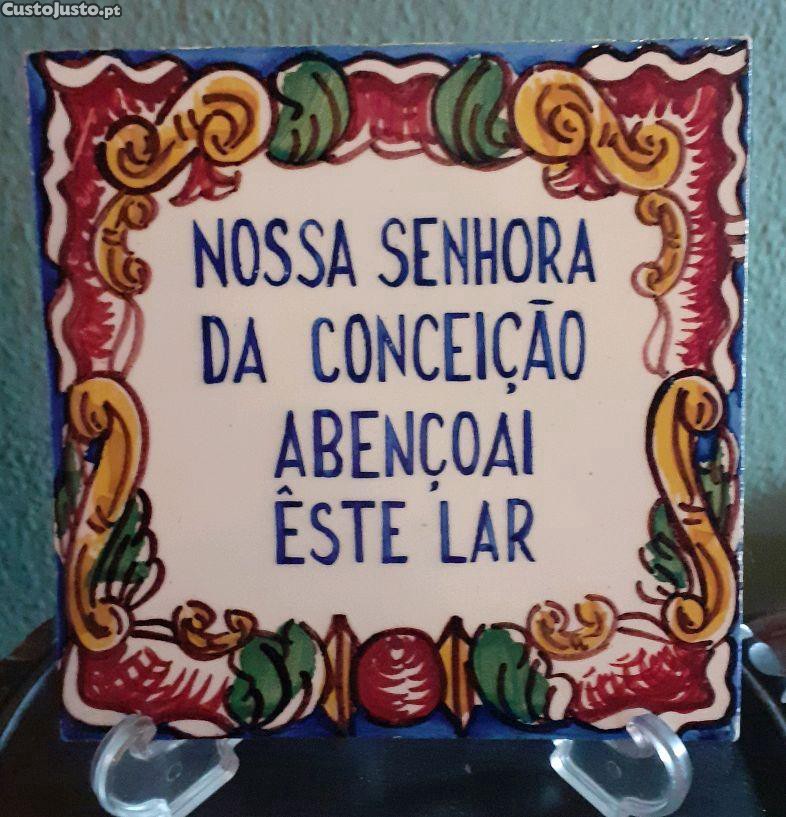 CustoJusto.pt
NOSSA SENHORA
DA CONCEIÇÃO
ABENÇOAI
ÊSTE LAR